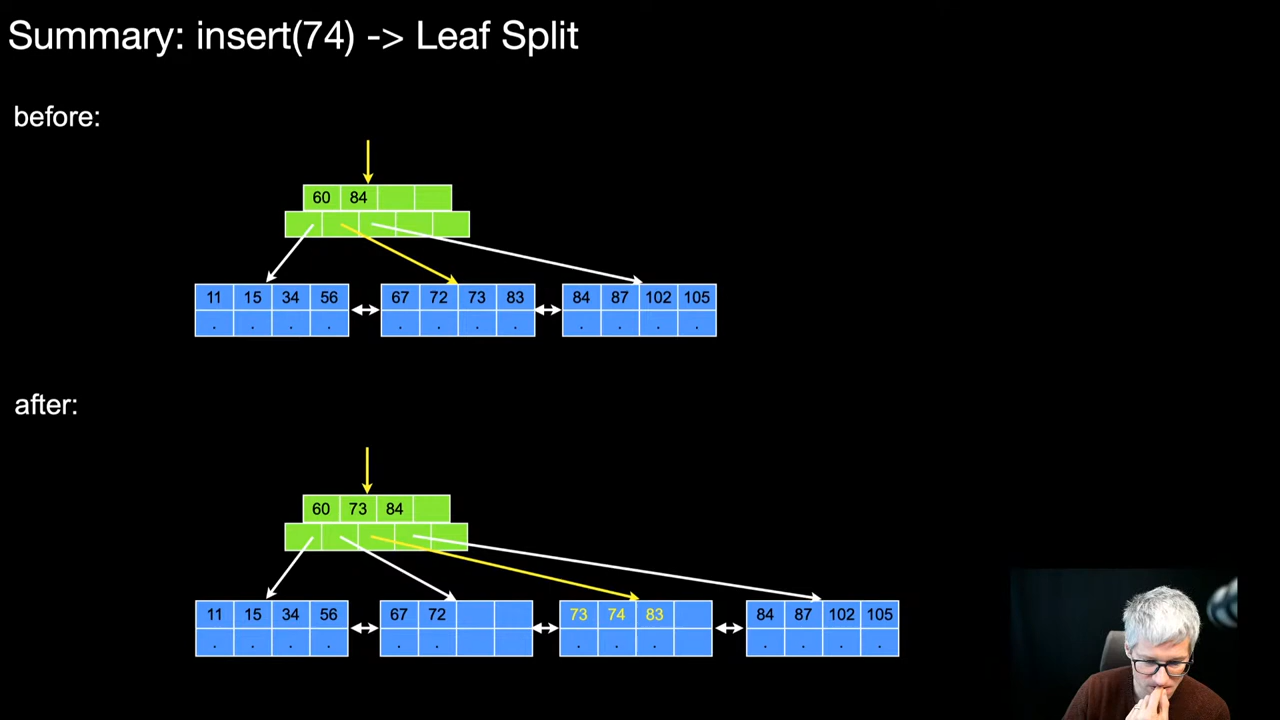 Summary: insert(74) -> Leaf Split
before:
60 84
11 15 34 56 67 72 73 83 84 87 102 105
. . . . . . . . . . . .
after:
60 73 84
11 15 34 56 67 72 73 74 83 84 87 102 105
. . . . . . . . . . . . .